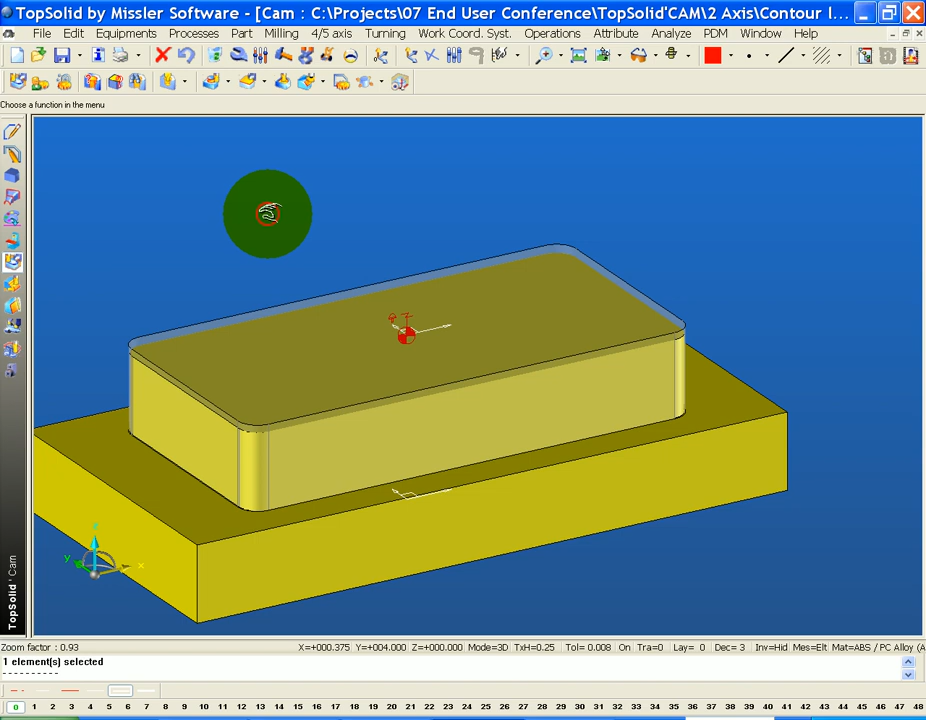 TopSolid by Missler Software - [Cam : C:\Projects\07 End User Conference\TopSolid'CAM\2 Axis\Contour I...
File Edit Equipments Processes Part Milling 4/5 axis Turning Work Coord. Syst. Operations Attribute Analyze PDM Window Help
Choose a function in the menu
Z
y
x
TopSolid ' Cam
Zoom factor : 0.93 X=+000.375 Y=+004.000 Z=+000.000 Mode=3D TxH=0.25 Tol= 0.008 On Tra=0 Lay= 0 Dec= 3 Inv=Hid Mes=Elt Mat=ABS / PC Alloy (A
1 element(s) selected
----------
0 1 2 3 4 5 6 7 8 9 10 11 12 13 14 15 16 17 18 19 20 21 22 23 24 25 26 27 28 29 30 31 32 33 34 35 36 37 38 39 40 41 42 43 44 45 46 47 48